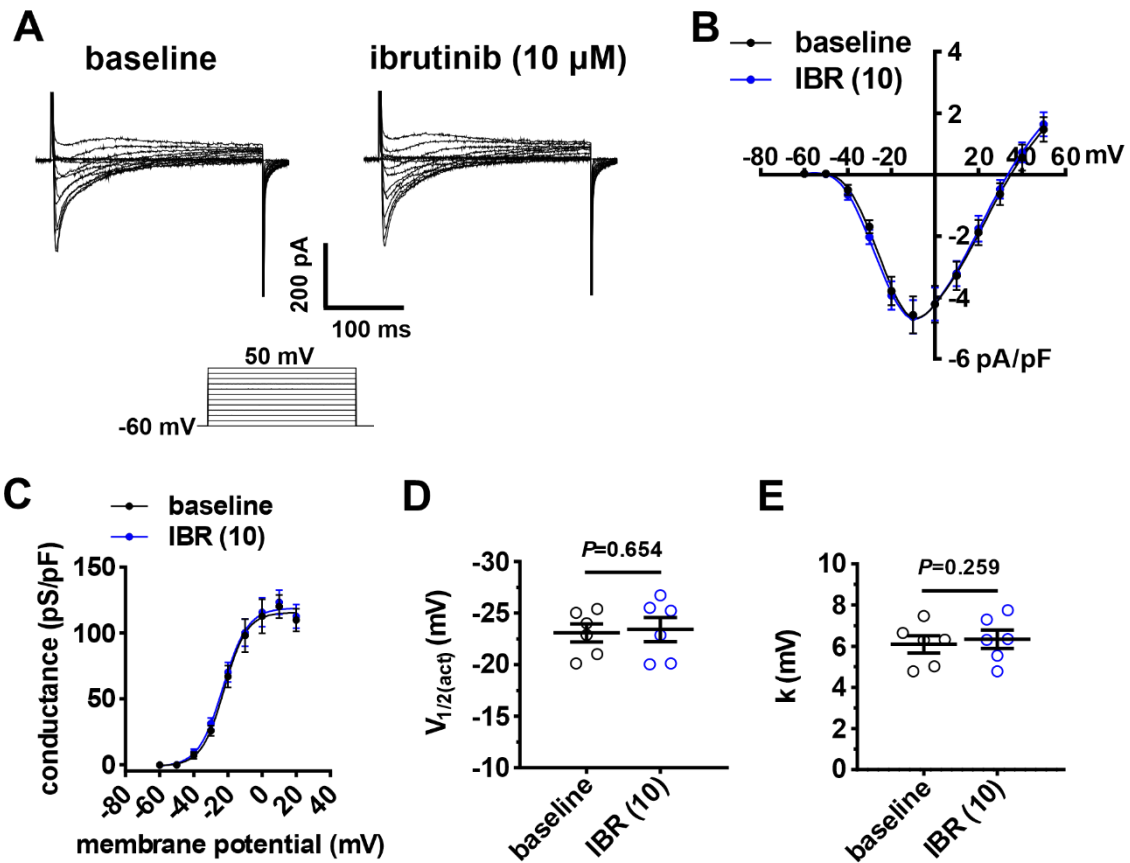 A
baseline
ibrutinib (10 µM)
200 pA
100 ms
50 mV
-60 mV
B
baseline
IBR (10)
4
2
-80 -60 -40 -20 20 40 60 mV
-2
-4
-6 pA/pF
C
baseline
IBR (10)
conductance (pS/pF)
150
100
50
0
-80 -60 -40 -20 0 20 40
membrane potential (mV)
D
V1/2(act) (mV)
-30
-25
-20
-15
-10
P=0.654
baseline
IBR (10)
E
k (mV)
10
8
6
4
2
0
P=0.259
baseline
IBR (10)